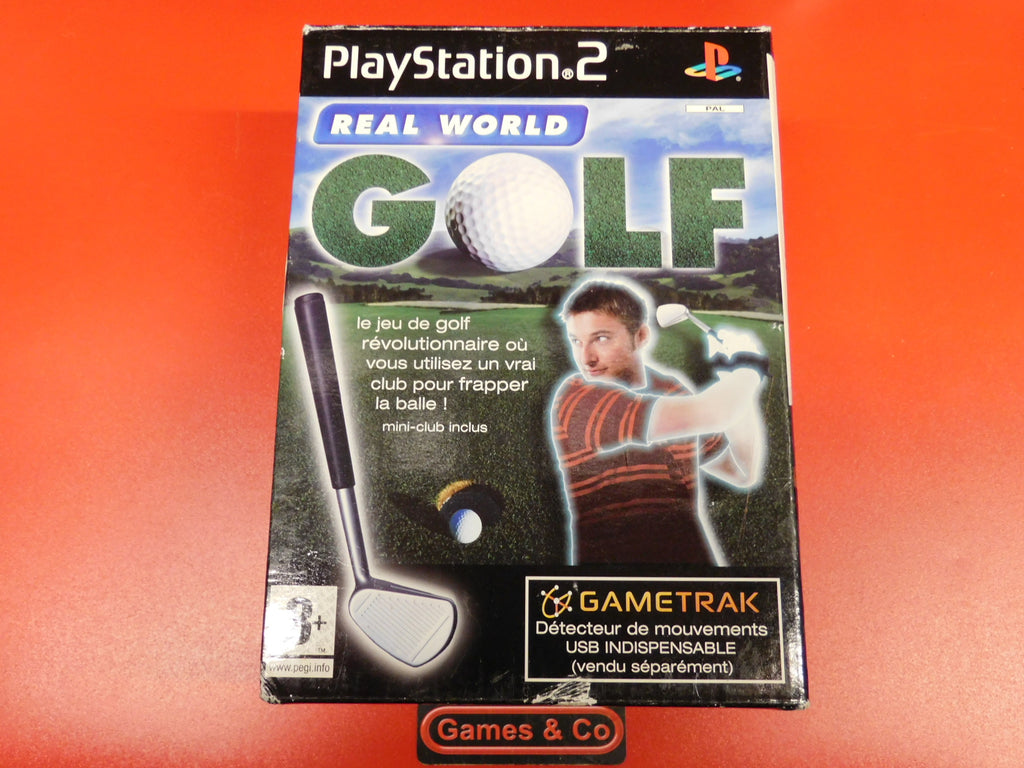 PlayStation®2
PAL
REAL WORLD
GOLF
le jeu de golf
révolutionnaire où
vous utilisez un vrai
club pour frapper
la balle !
mini-club inclus
3+
™
www.pegi.info
GAMETRAK
Détecteur de mouvements
USB INDISPENSABLE
(vendu séparément)
Games & Co